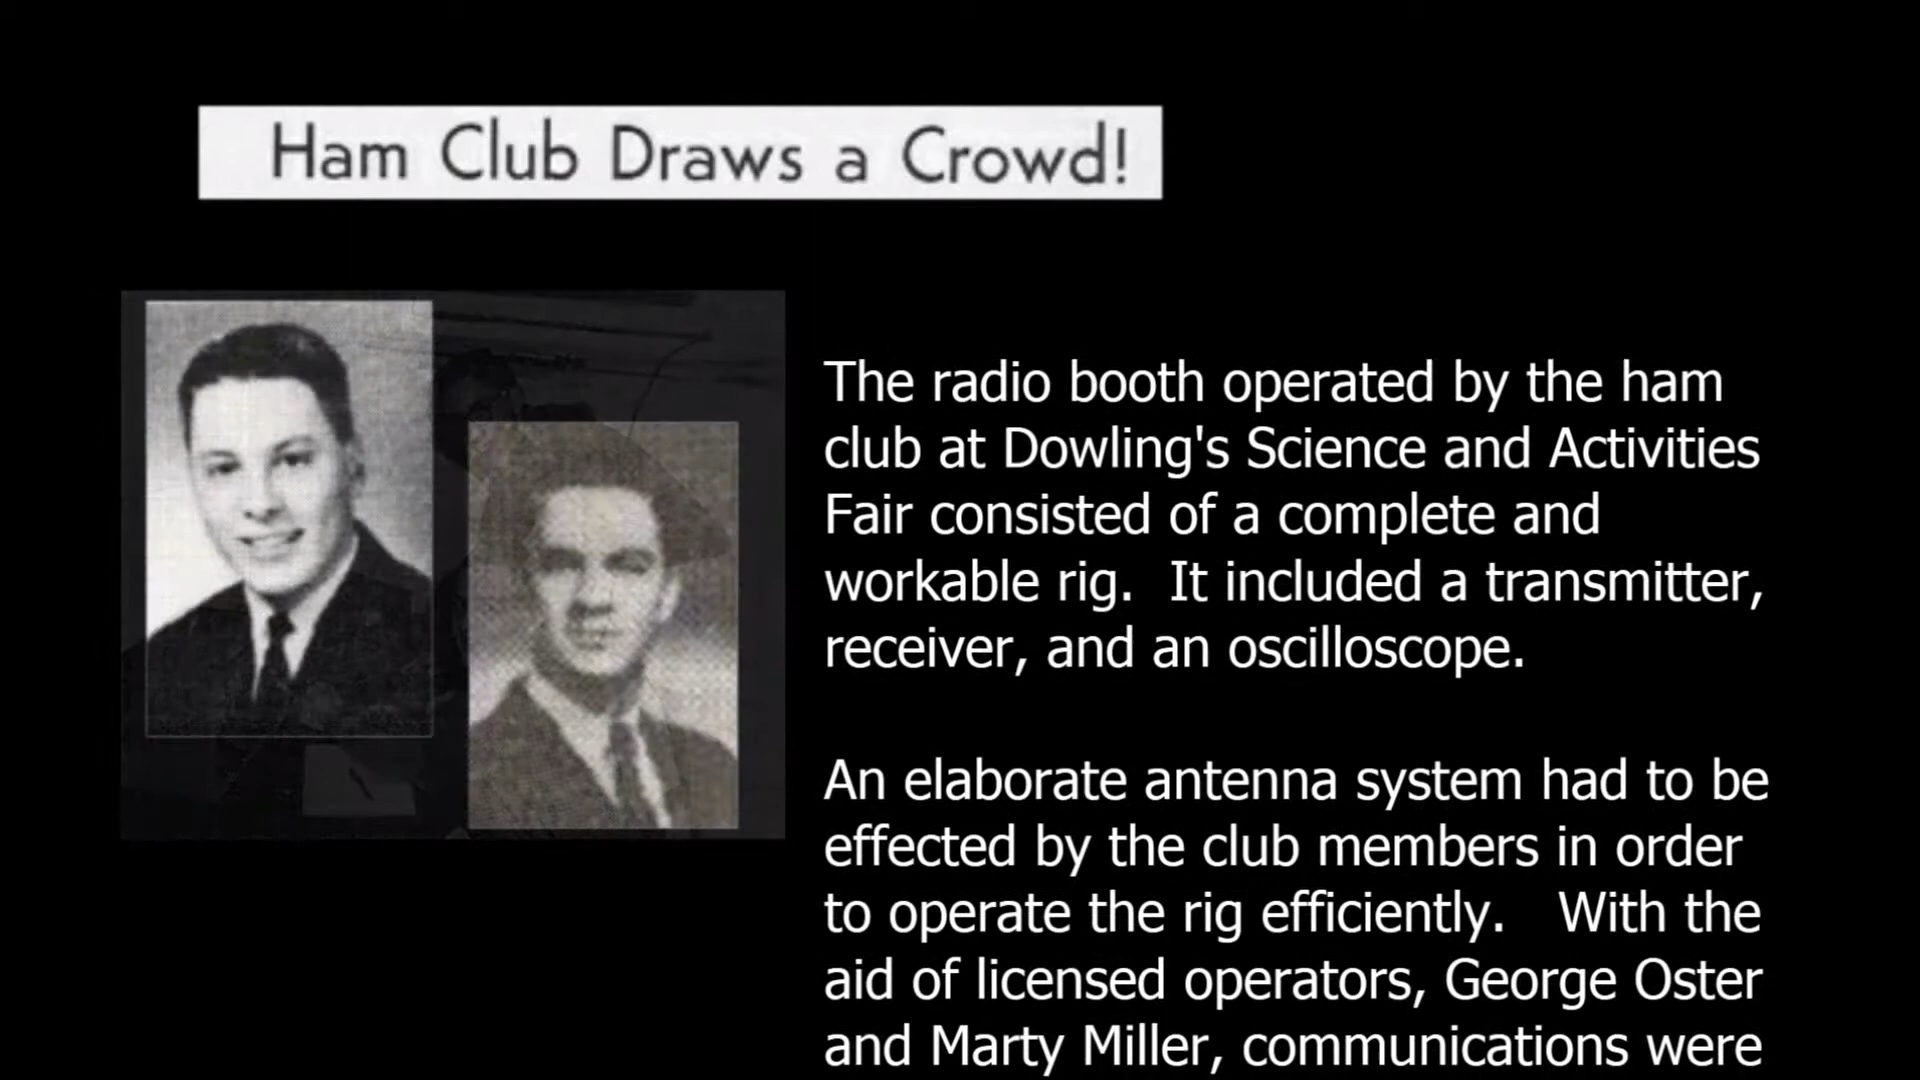 Ham Club Draws a Crowd!
The radio booth operated by the ham
club at Dowling's Science and Activities
Fair consisted of a complete and
workable rig.  It included a transmitter,
receiver, and an oscilloscope.
An elaborate antenna system had to be
effected by the club members in order
to operate the rig efficiently.   With the
aid of licensed operators, George Oster
and Marty Miller, communications were